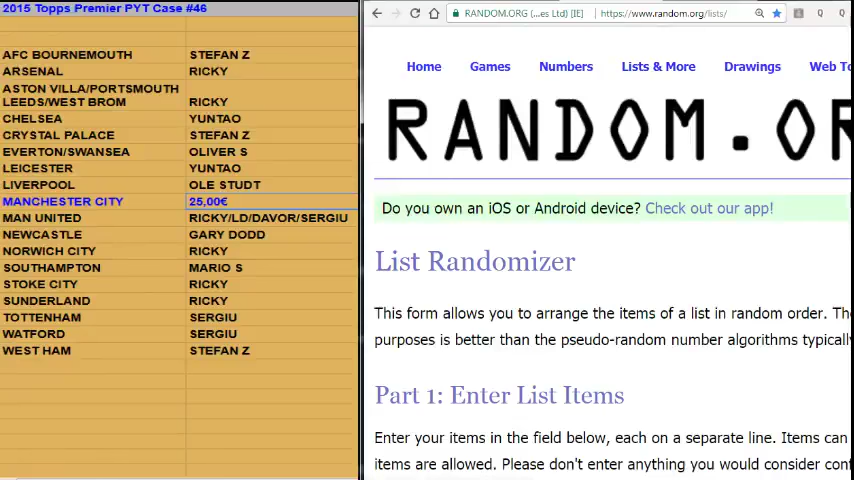 2015 Topps Premier PYT Case #46
AFC BOURNEMOUTH STEFAN Z
ARSENAL RICKY
ASTON VILLA/PORTSMOUTH
LEEDS/WEST BROM RICKY
CHELSEA YUNTAO
CRYSTAL PALACE STEFAN Z
EVERTON/SWANSEA OLIVER S
LEICESTER YUNTAO
LIVERPOOL OLE STUDT
MANCHESTER CITY 25,00€
MAN UNITED RICKY/LD/DAVOR/SERGIU
NEWCASTLE GARY DODD
NORWICH CITY RICKY
SOUTHAMPTON MARIO S
STOKE CITY RICKY
SUNDERLAND RICKY
TOTTENHAM SERGIU
WATFORD SERGIU
WEST HAM STEFAN Z
RANDOM.ORG (...es Ltd) [IE] https://www.random.org/lists/
Home Games Numbers Lists & More Drawings Web To
RANDOM.OR
Do you own an iOS or Android device? Check out our app!
List Randomizer
This form allows you to arrange the items of a list in random order. The
purposes is better than the pseudo-random number algorithms typically
Part 1: Enter List Items
Enter your items in the field below, each on a separate line. Items can
items are allowed. Please don't enter anything you would consider conf